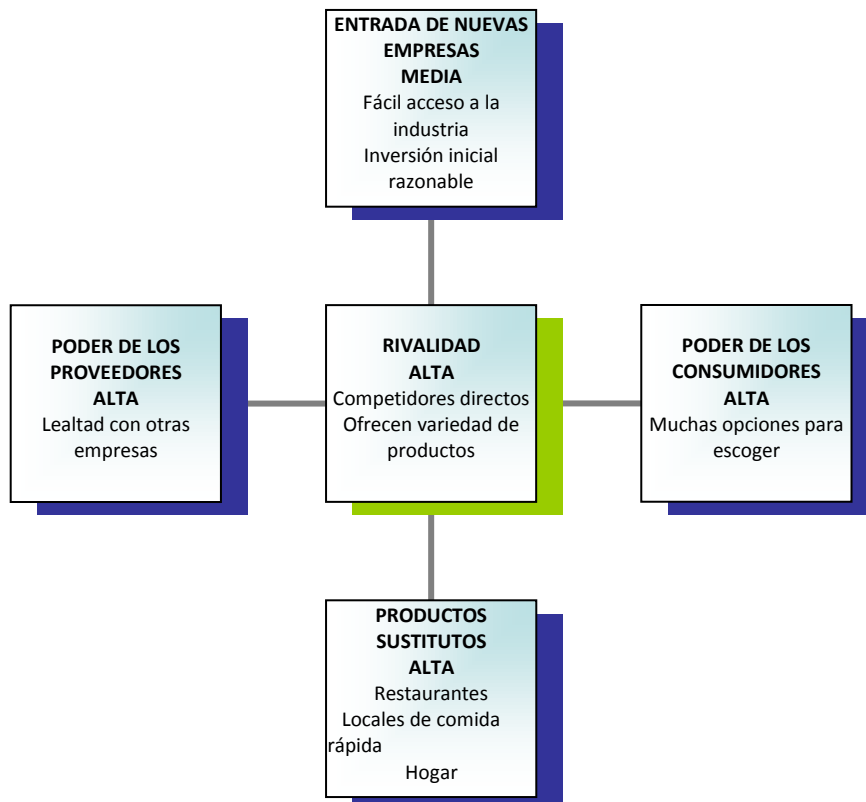 ENTRADA DE NUEVAS
EMPRESAS
MEDIA
Fácil acceso a la
industria
Inversión inicial
razonable
PODER DE LOS
PROVEEDORES
ALTA
Lealtad con otras
empresas
RIVALIDAD
ALTA
Competidores directos
Ofrecen variedad de
productos
PODER DE LOS
CONSUMIDORES
ALTA
Muchas opciones para
escoger
PRODUCTOS
SUSTITUTOS
ALTA
Restaurantes
Locales de comida
rápida
Hogar